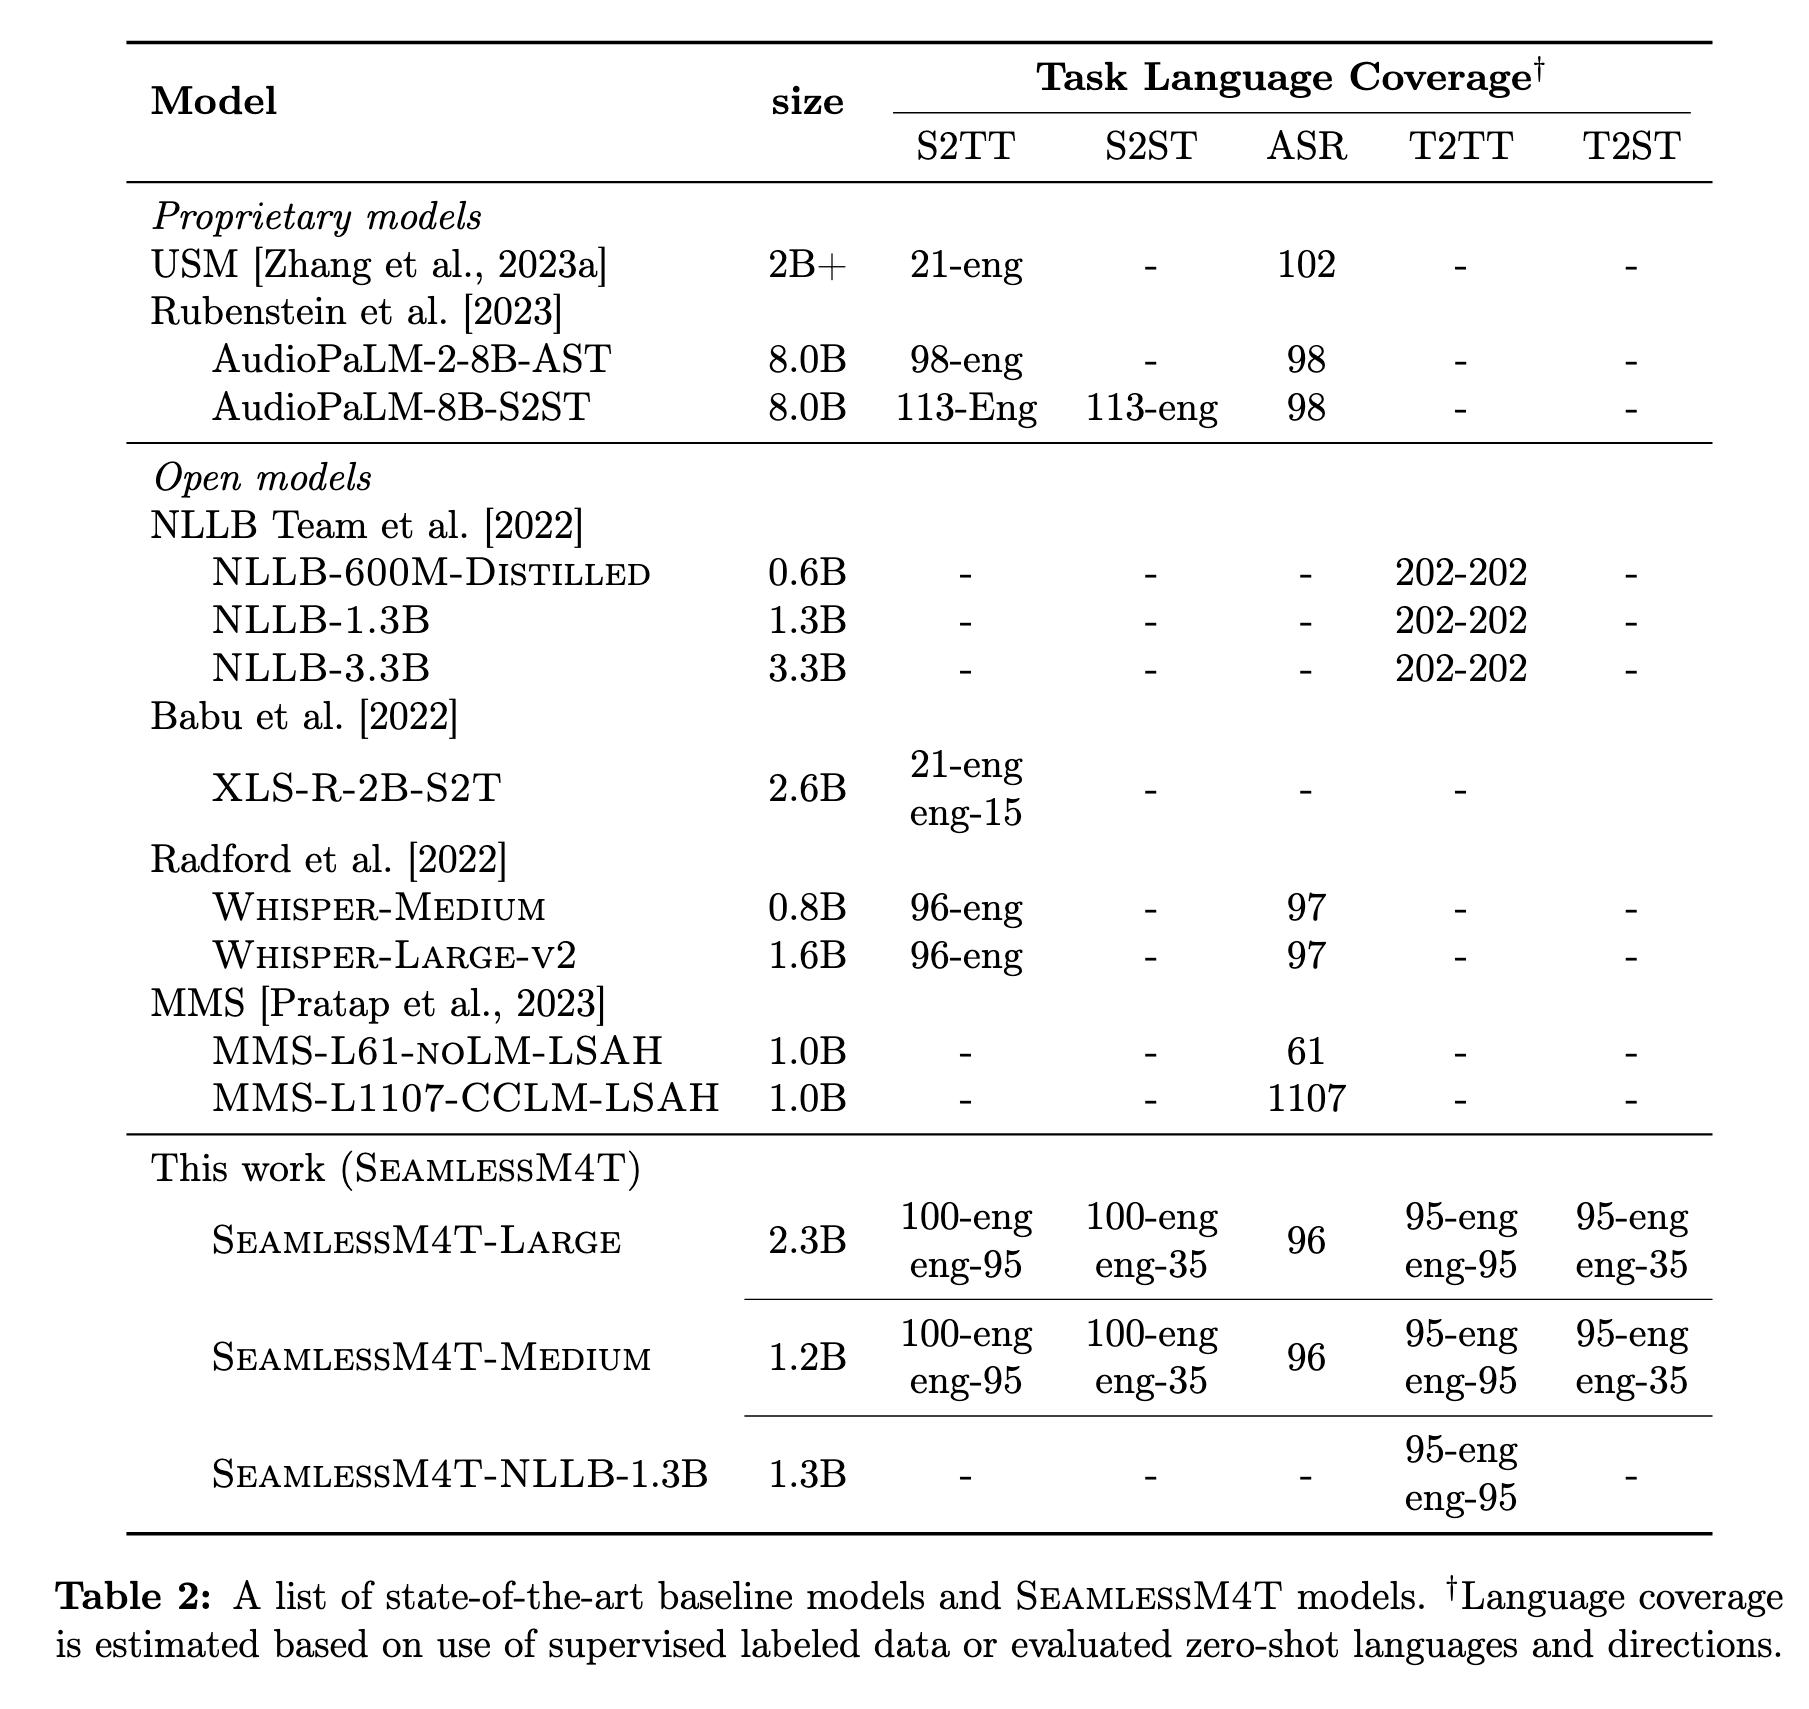 Model size Task Language Coverage†
S2TT S2ST ASR T2TT T2ST
Proprietary models
USM [Zhang et al., 2023a] 2B+ 21-eng - 102 - -
Rubenstein et al. [2023]
AudioPaLM-2-8B-AST 8.0B 98-eng - 98 - -
AudioPaLM-8B-S2ST 8.0B 113-Eng 113-eng 98 - -
Open models
NLLB Team et al. [2022]
NLLB-600M-Distilled 0.6B - - - 202-202 -
NLLB-1.3B 1.3B - - - 202-202 -
NLLB-3.3B 3.3B - - - 202-202 -
Babu et al. [2022]
XLS-R-2B-S2T 2.6B 21-eng - - -
eng-15
Radford et al. [2022]
Whisper-Medium 0.8B 96-eng - 97 - -
Whisper-Large-v2 1.6B 96-eng - 97 - -
MMS [Pratap et al., 2023]
MMS-L61-noLM-LSAH 1.0B - - 61 - -
MMS-L1107-CCLM-LSAH 1.0B - - 1107 - -
This work (SeamlessM4T)
SeamlessM4T-Large 2.3B 100-eng 100-eng 96 95-eng 95-eng
eng-95 eng-35 eng-95 eng-35
SeamlessM4T-Medium 1.2B 100-eng 100-eng 96 95-eng 95-eng
eng-95 eng-35 eng-95 eng-35
SeamlessM4T-NLLB-1.3B 1.3B - - - 95-eng -
eng-95
Table 2: A list of state-of-the-art baseline models and SeamlessM4T models. †Language coverage
is estimated based on use of supervised labeled data or evaluated zero-shot languages and directions.